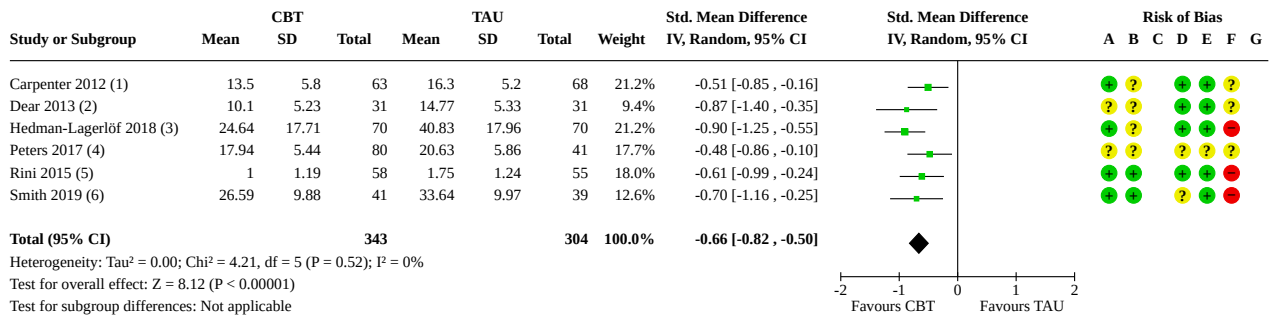 CBT TAU Std. Mean Difference Std. Mean Difference Risk of Bias
Study or Subgroup Mean SD Total Mean SD Total Weight IV, Random, 95% CI IV, Random, 95% CI A B C D E F G
Carpenter 2012 (1) 13.5 5.8 63 16.3 5.2 68 21.2% -0.51 [-0.85 , -0.16] + ? + + ?
Dear 2013 (2) 10.1 5.23 31 14.77 5.33 31 9.4% -0.87 [-1.40 , -0.35] ? ? + + ?
Hedman-Lagerlöf 2018 (3) 24.64 17.71 70 40.83 17.96 70 21.2% -0.90 [-1.25 , -0.55] + ? + + −
Peters 2017 (4) 17.94 5.44 80 20.63 5.86 41 17.7% -0.48 [-0.86 , -0.10] ? ? ? ? ?
Rini 2015 (5) 1 1.19 58 1.75 1.24 55 18.0% -0.61 [-0.99 , -0.24] + + + + −
Smith 2019 (6) 26.59 9.88 41 33.64 9.97 39 12.6% -0.70 [-1.16 , -0.25] + + ? + −
Total (95% CI) 343 304 100.0% -0.66 [-0.82 , -0.50]
Heterogeneity: Tau² = 0.00; Chi² = 4.21, df = 5 (P = 0.52); I² = 0%
Test for overall effect: Z = 8.12 (P < 0.00001)
Test for subgroup differences: Not applicable
-2 -1 0 1 2
Favours CBT Favours TAU